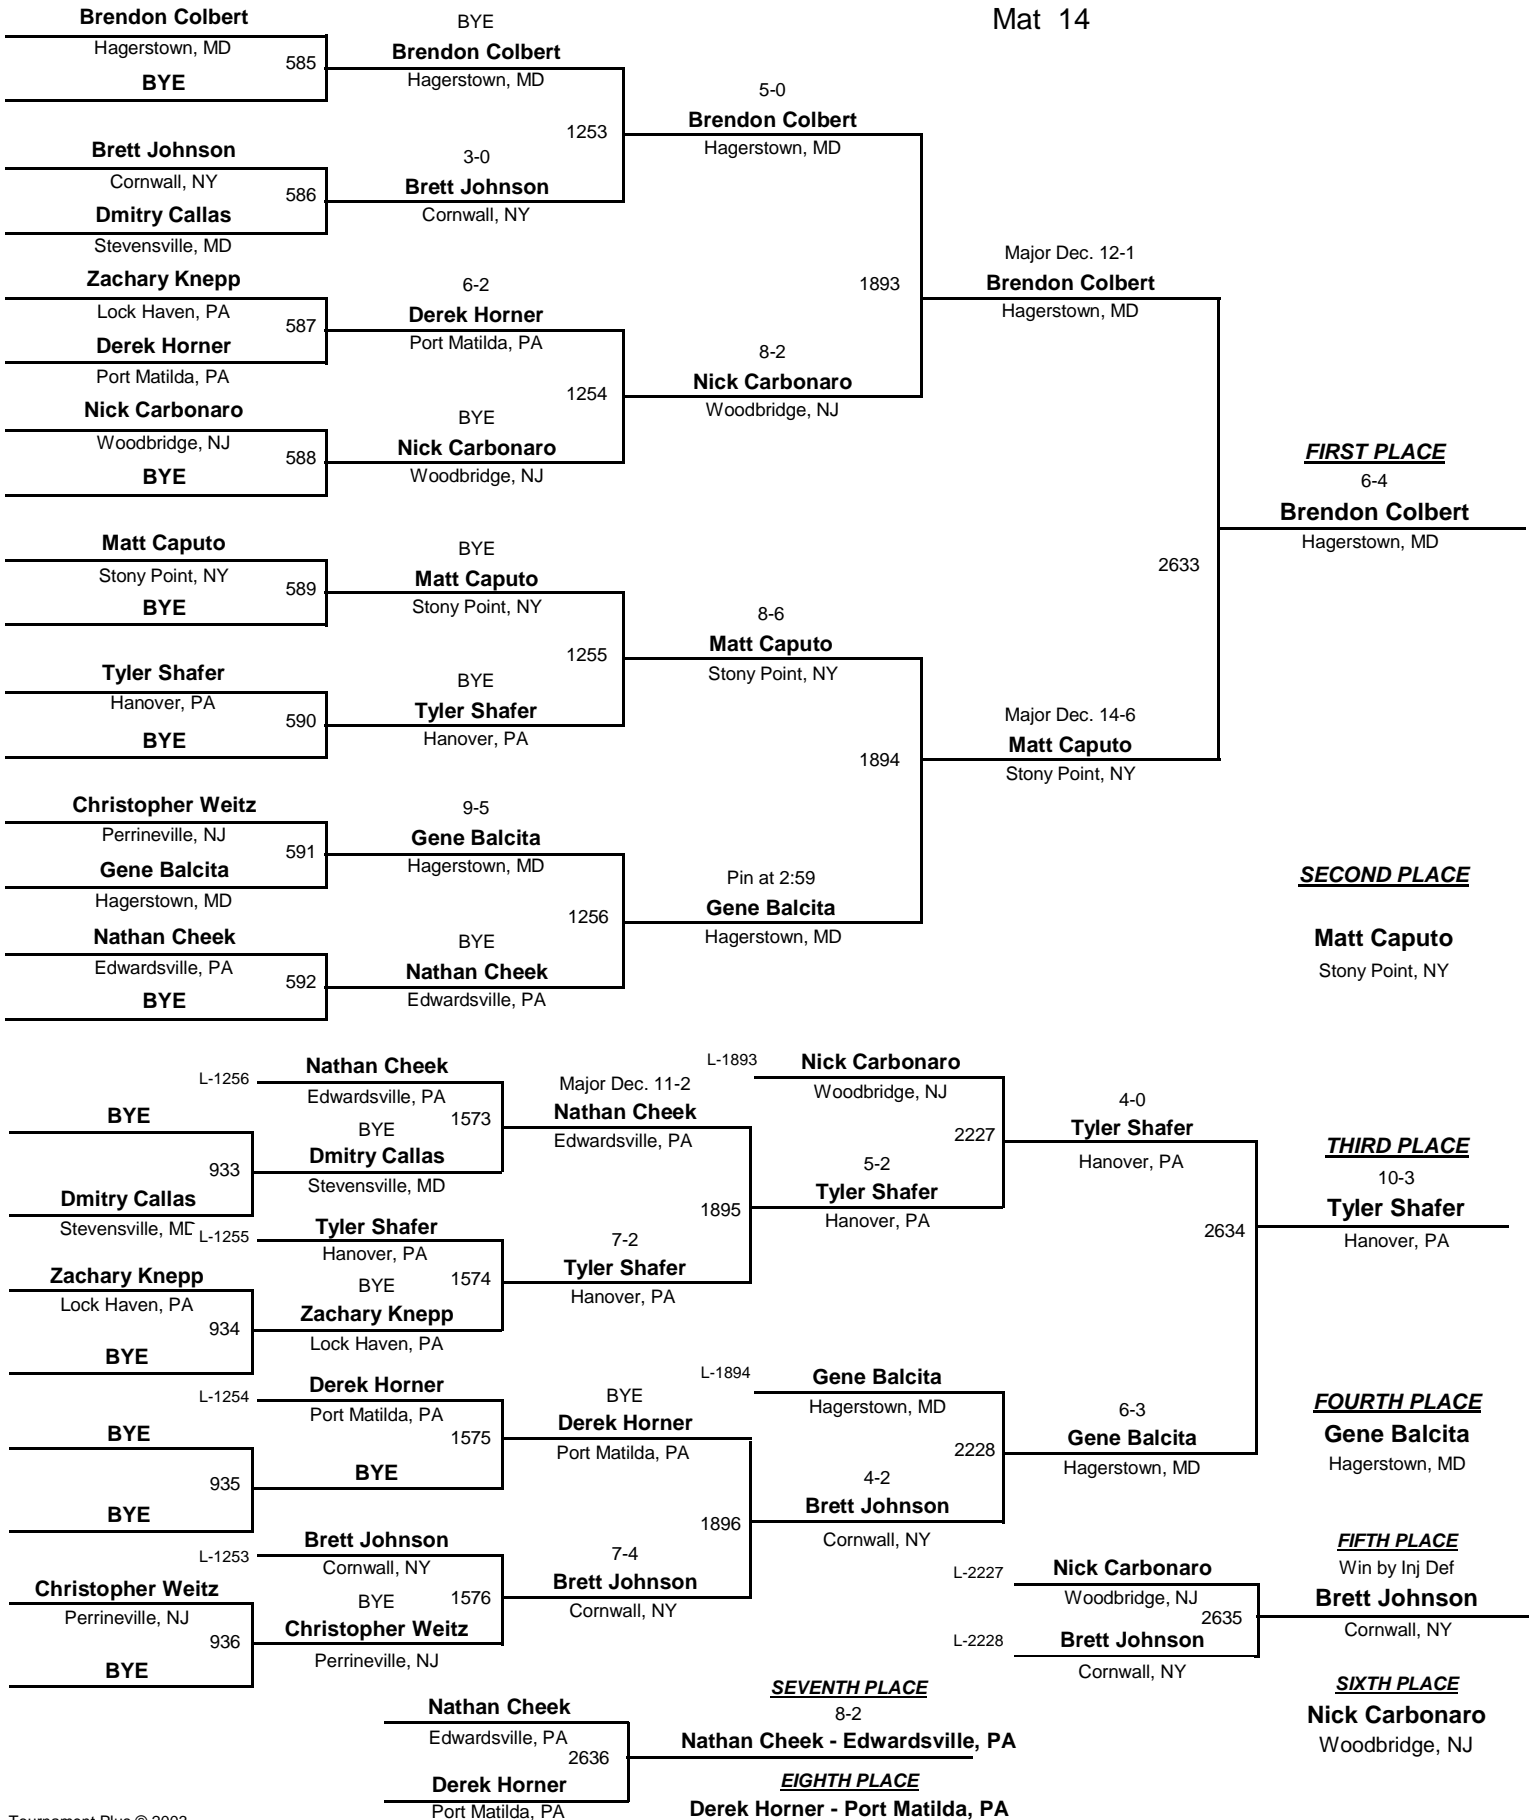 Mat 14
Brendon Colbert
Hagerstown, MD
585
BYE
Brett Johnson
Cornwall, NY
586
Dmitry Callas
Stevensville, MD
Zachary Knepp
Lock Haven, PA
587
Derek Horner
Port Matilda, PA
Nick Carbonaro
Woodbridge, NJ
588
BYE
Matt Caputo
Stony Point, NY
589
BYE
Tyler Shafer
Hanover, PA
590
BYE
Christopher Weitz
Perrineville, NJ
591
Gene Balcita
Hagerstown, MD
Nathan Cheek
Edwardsville, PA
592
BYE
BYE
Brendon Colbert
Hagerstown, MD
1253
3-0
Brett Johnson
Cornwall, NY
6-2
Derek Horner
Port Matilda, PA
1254
BYE
Nick Carbonaro
Woodbridge, NJ
BYE
Matt Caputo
Stony Point, NY
1255
BYE
Tyler Shafer
Hanover, PA
9-5
Gene Balcita
Hagerstown, MD
1256
BYE
Nathan Cheek
Edwardsville, PA
5-0
Brendon Colbert
Hagerstown, MD
1893
8-2
Nick Carbonaro
Woodbridge, NJ
8-6
Matt Caputo
Stony Point, NY
1894
Pin at 2:59
Gene Balcita
Hagerstown, MD
Major Dec. 12-1
Brendon Colbert
Hagerstown, MD
2633
Major Dec. 14-6
Matt Caputo
Stony Point, NY
FIRST PLACE
6-4
Brendon Colbert
Hagerstown, MD
SECOND PLACE
Matt Caputo
Stony Point, NY
BYE
933
Dmitry Callas
Stevensville, MD
Zachary Knepp
Lock Haven, PA
934
BYE
BYE
935
BYE
Christopher Weitz
Perrineville, NJ
936
BYE
L-1256
Nathan Cheek
Edwardsville, PA
1573
BYE
Dmitry Callas
Stevensville, MD
L-1255
Tyler Shafer
Hanover, PA
1574
BYE
Zachary Knepp
Lock Haven, PA
L-1254
Derek Horner
Port Matilda, PA
1575
BYE
L-1253
Brett Johnson
Cornwall, NY
1576
BYE
Christopher Weitz
Perrineville, NJ
Major Dec. 11-2
Nathan Cheek
Edwardsville, PA
1895
7-2
Tyler Shafer
Hanover, PA
BYE
Derek Horner
Port Matilda, PA
1896
7-4
Brett Johnson
Cornwall, NY
L-1893
Nick Carbonaro
Woodbridge, NJ
2227
5-2
Tyler Shafer
Hanover, PA
L-1894
Gene Balcita
Hagerstown, MD
2228
4-2
Brett Johnson
Cornwall, NY
4-0
Tyler Shafer
Hanover, PA
2634
6-3
Gene Balcita
Hagerstown, MD
THIRD PLACE
10-3
Tyler Shafer
Hanover, PA
FOURTH PLACE
Gene Balcita
Hagerstown, MD
L-2227
Nick Carbonaro
Woodbridge, NJ
2635
L-2228
Brett Johnson
Cornwall, NY
FIFTH PLACE
Win by Inj Def
Brett Johnson
Cornwall, NY
SIXTH PLACE
Nick Carbonaro
Woodbridge, NJ
Nathan Cheek
Edwardsville, PA
2636
Derek Horner
Port Matilda, PA
SEVENTH PLACE
8-2
Nathan Cheek - Edwardsville, PA
EIGHTH PLACE
Derek Horner - Port Matilda, PA